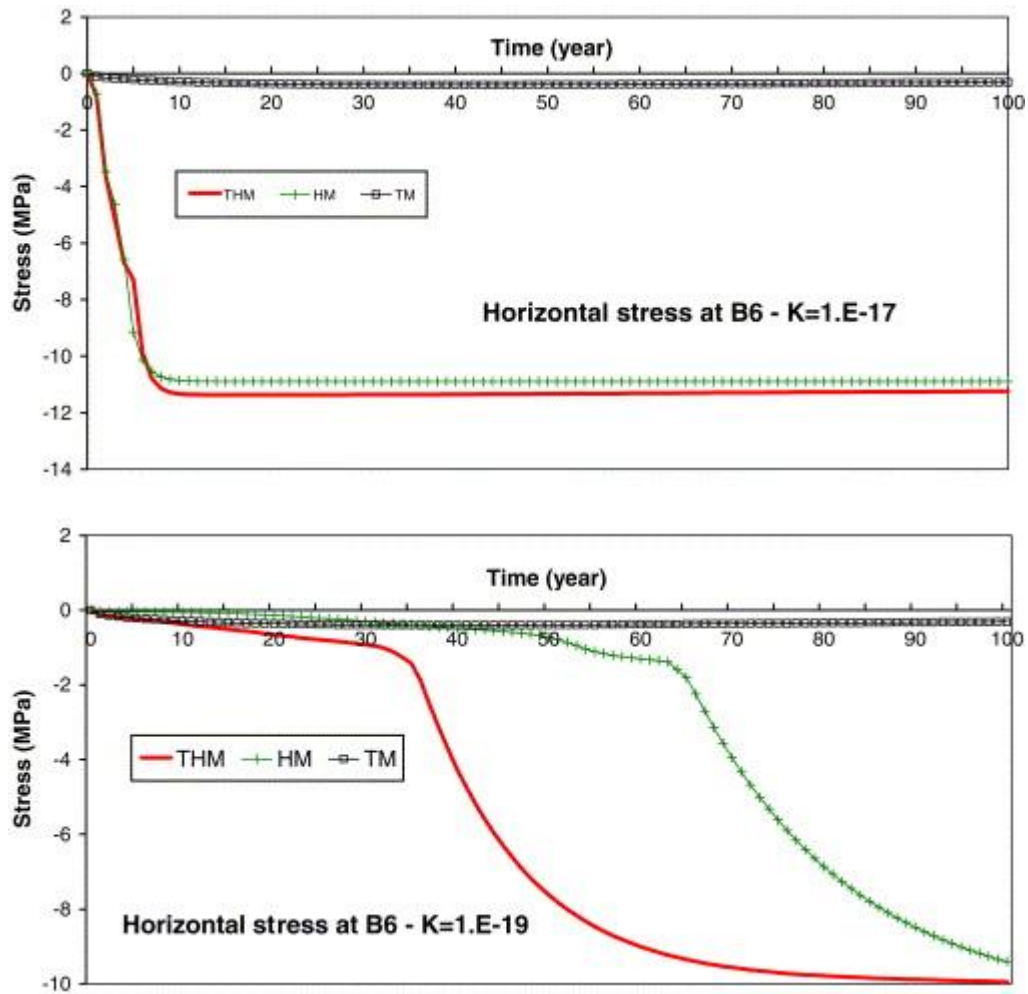 2
Time (year)
0
0 10 20 30 40 50 60 70 80 90 100
-2
-4
THM HM TM
-6
Stress (MPa)
-8
Horizontal stress at B6 - K=1.E-17
-10
-12
-14
2
Time (year)
0
0 10 20 30 40 50 60 70 80 90 100
-2
Stress (MPa)
THM HM TM
-4
-6
-8
Horizontal stress at B6 - K=1.E-19
-10